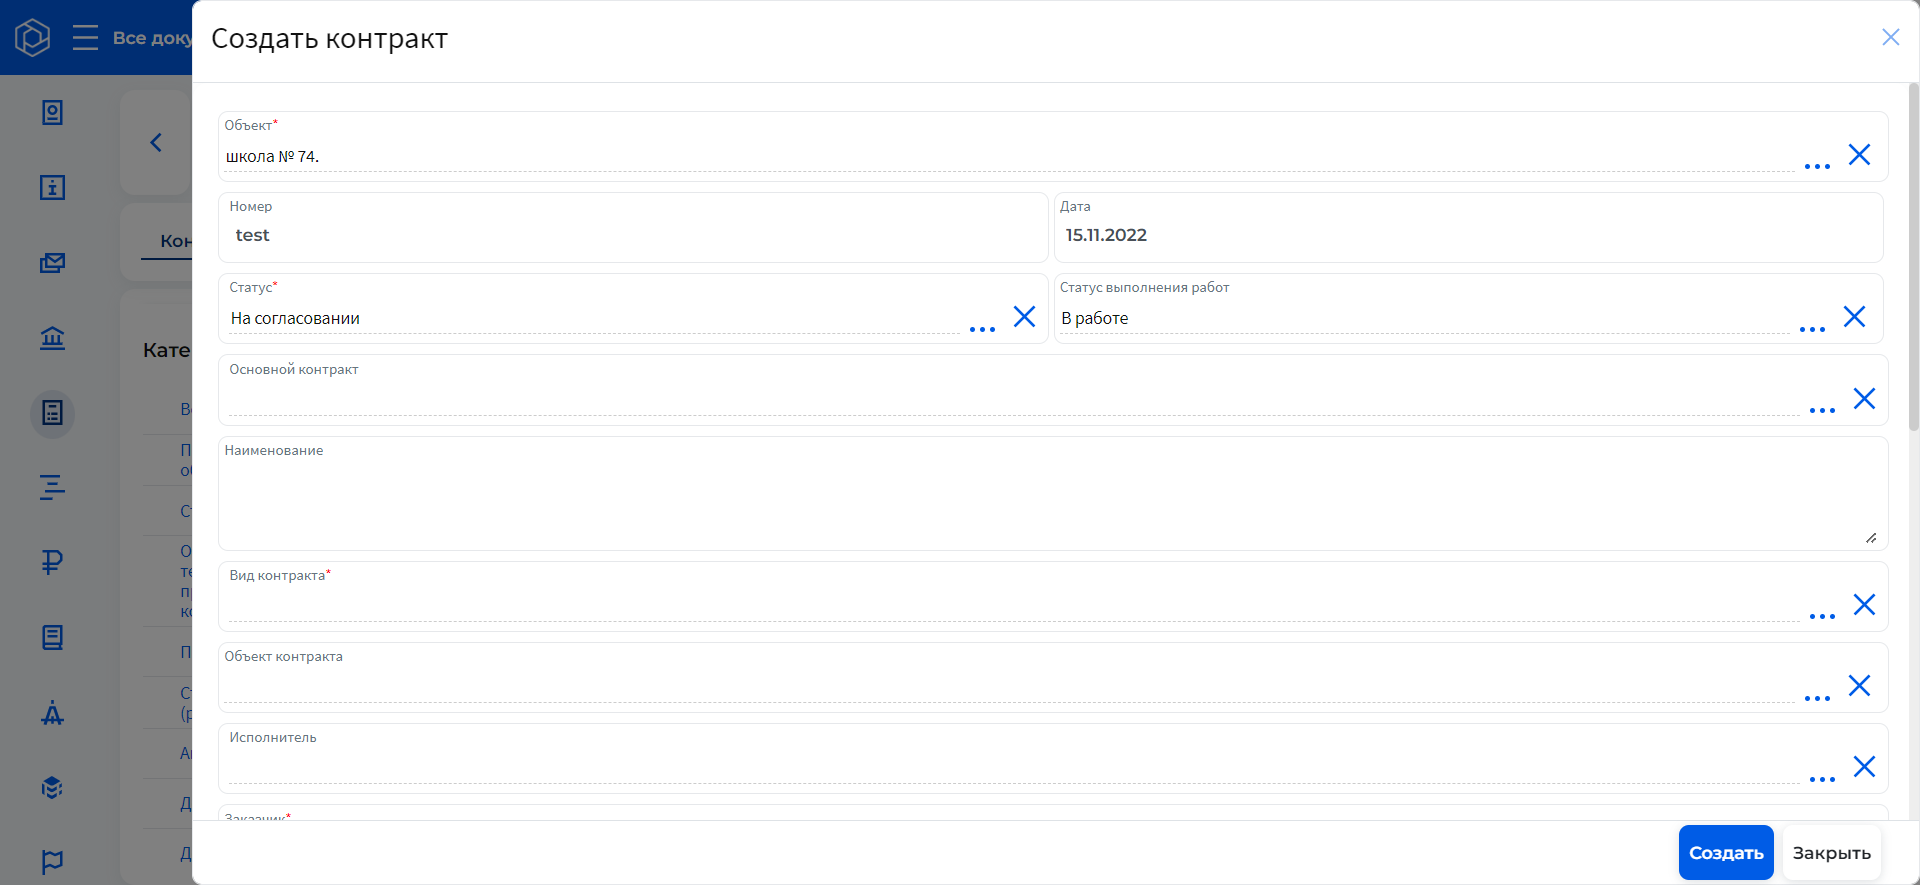 Все доку
Создать контракт
Объект*
школа № 74.
Номер
test
Дата
15.11.2022
Кон
Статус*
На согласовании
Статус выполнения работ
В работе
Кате
Основной контракт
Наименование
Вид контракта*
Объект контракта
Исполнитель
Заказчик*
Создать
Закрыть